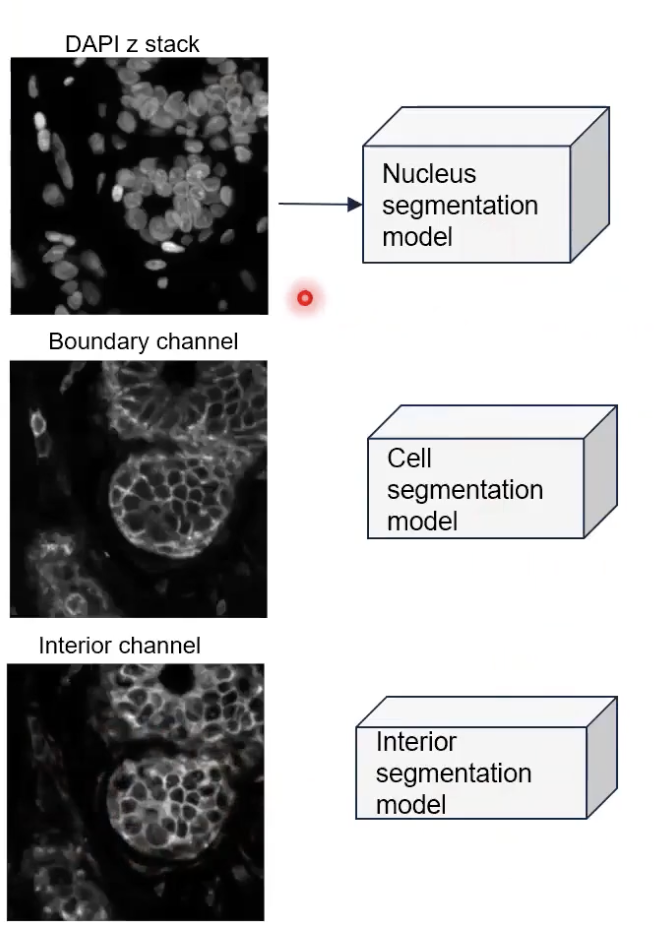 DAPI z stack
Nucleus
segmentation
model
Boundary channel
Cell
segmentation
model
Interior channel
Interior
segmentation
model